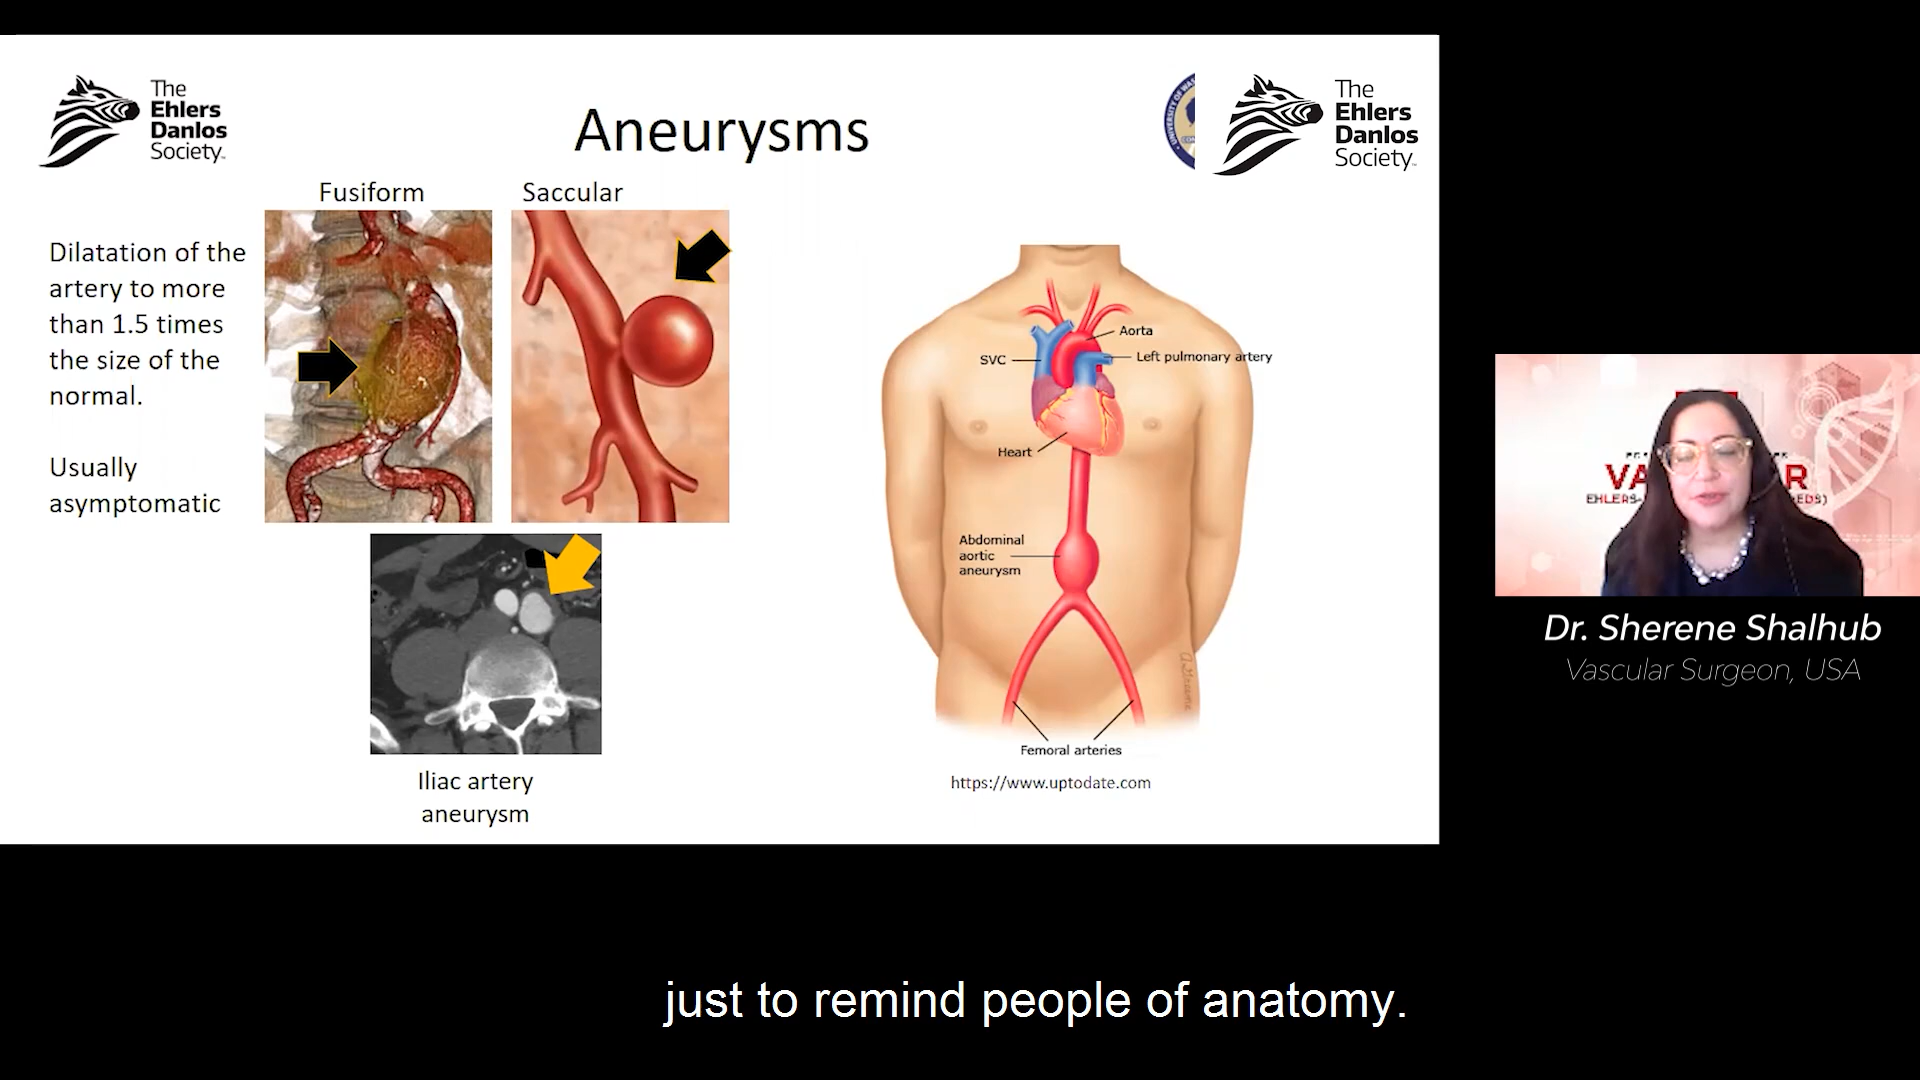 The
Ehlers
Danlos
Society
Aneurysms
The
Ehlers
Danlos
Society
Fusiform
Saccular
Dilatation of the
artery to more
than 1.5 times
the size of the
normal.
Usually
asymptomatic
Iliac artery
aneurysm
Aorta
SVC
Left pulmonary artery
Heart
Abdominal
aortic
aneurysm
Femoral arteries
https://www.uptodate.com
VA R
EHLERS EDS)
Dr. Sherene Shalhub
Vascular Surgeon, USA
just to remind people of anatomy.